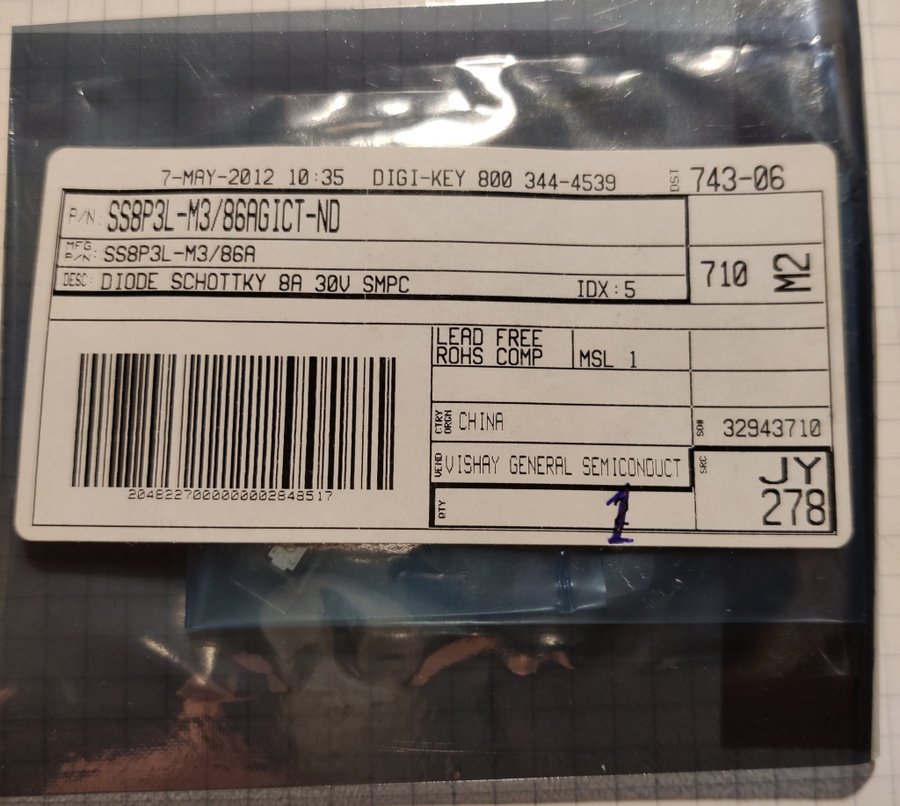 7-MAY-2012 10:35 DIGI-KEY 800 344-4539 DST 743-06
P/N: SS8P3L-M3/86AGICT-ND
MFG P/N: SS8P3L-M3/86A
710 M2
DESC: DIODE SCHOTTKY 8A 30V SMPC IDX:5
LEAD FREE
ROHS COMP
MSL 1
CTRY ORGN CHINA
SO# 32943710
VEND VISHAY GENERAL SEMICONDUCT
SRC JY
278
QTY 1
2048227000000002848517